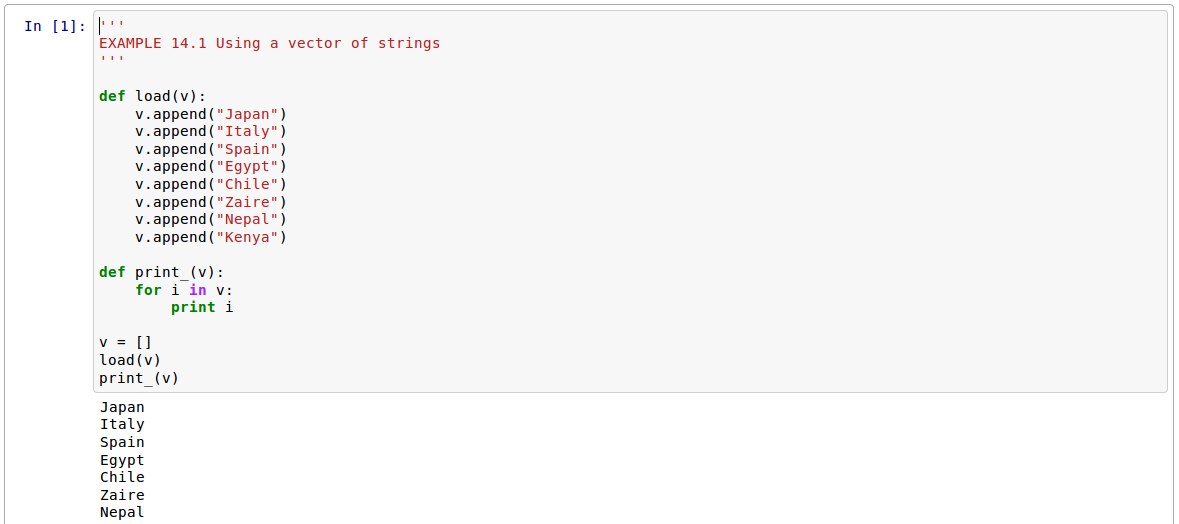 In [1]:
'''
EXAMPLE 14.1 Using a vector of strings
'''
def load(v):
    v.append("Japan")
    v.append("Italy")
    v.append("Spain")
    v.append("Egypt")
    v.append("Chile")
    v.append("Zaire")
    v.append("Nepal")
    v.append("Kenya")
def print_(v):
    for i in v:
        print i
v = []
load(v)
print_(v)
Japan
Italy
Spain
Egypt
Chile
Zaire
Nepal